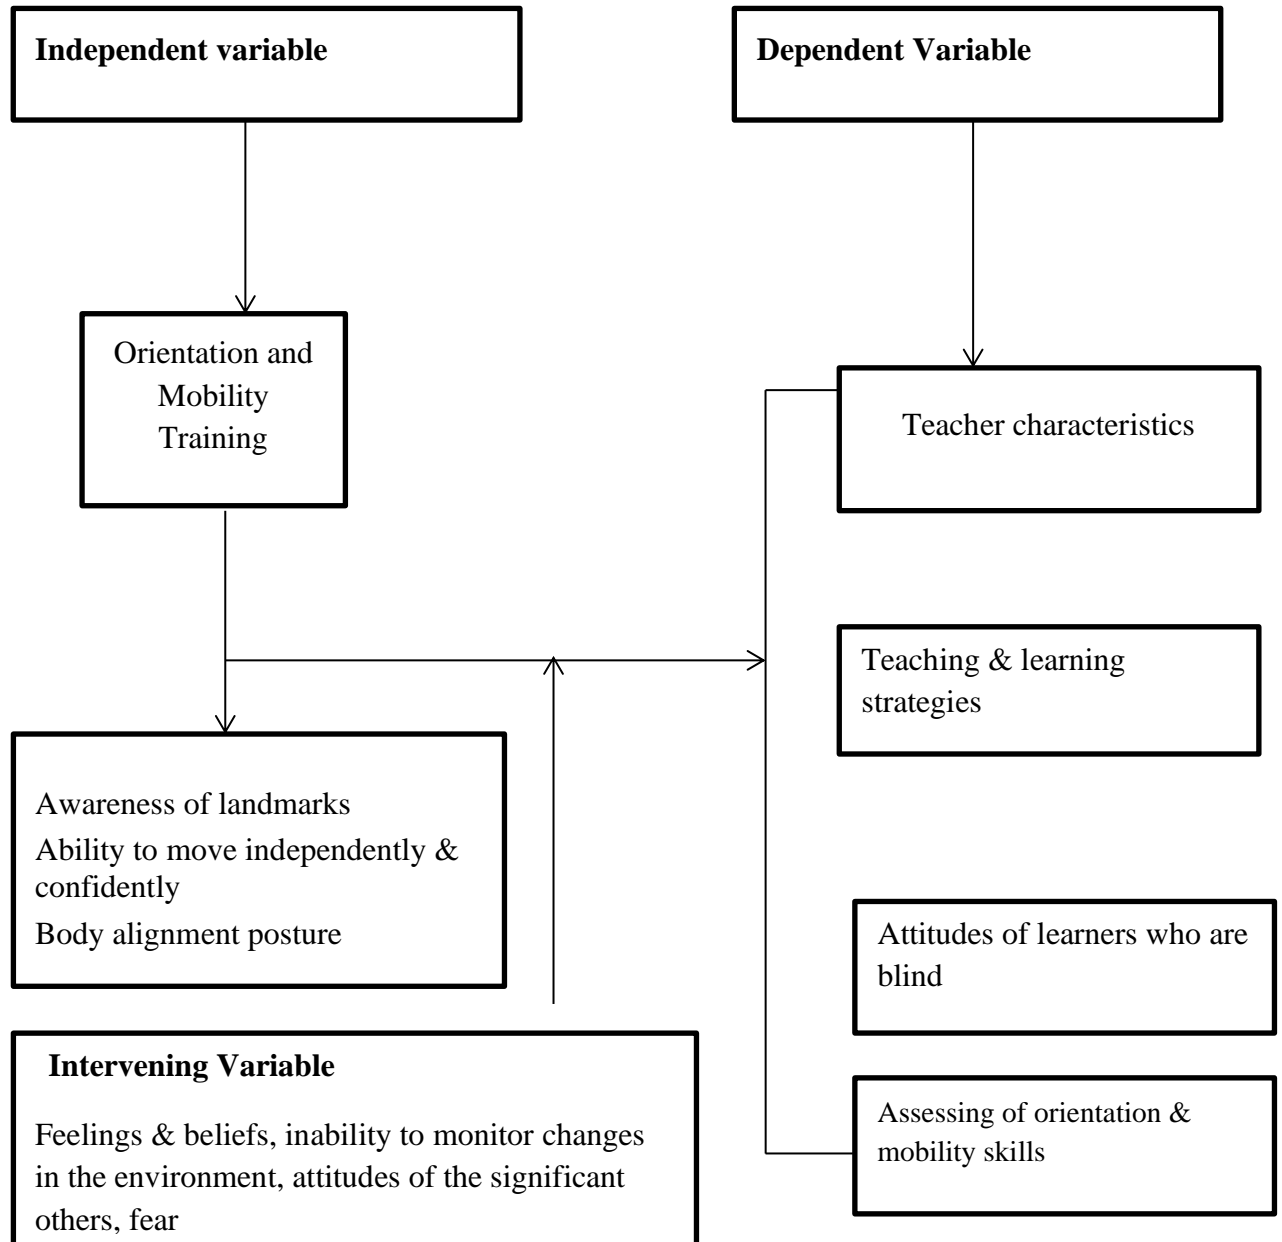 Independent variable
Dependent Variable
Orientation and
Mobility
Training
Teacher characteristics
Teaching & learning
strategies
Awareness of landmarks
Ability to move independently &
confidently
Body alignment posture
Attitudes of learners who are
blind
Intervening Variable
Feelings & beliefs, inability to monitor changes
in the environment, attitudes of the significant
others, fear
Assessing of orientation &
mobility skills